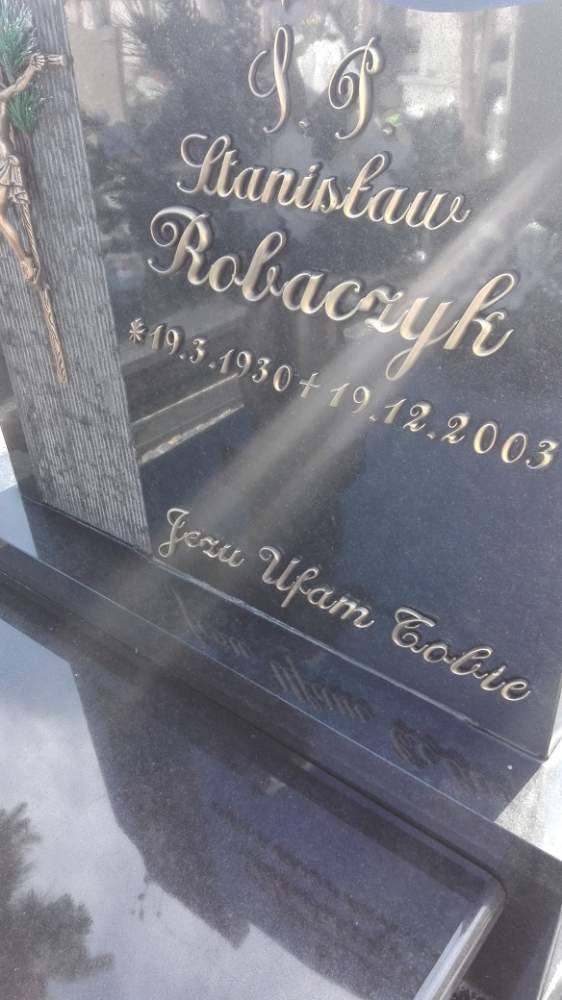 Ś. P.
Stanisław
Robaczyk
*19.3.1930 + 19.12.2003
Jezu Ufam Tobie